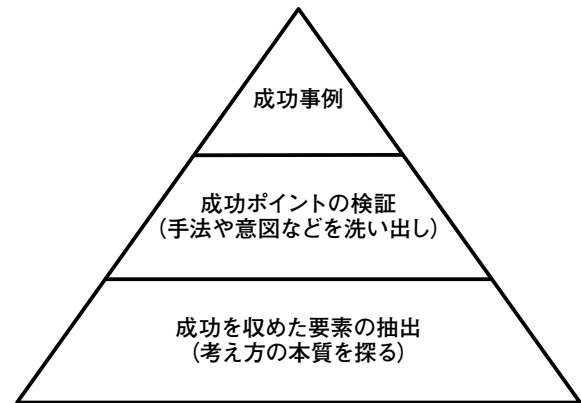 成功事例
成功ポイントの検証
(手法や意図などを洗い出し)
成功を収めた要素の抽出
(考え方の本質を探る)